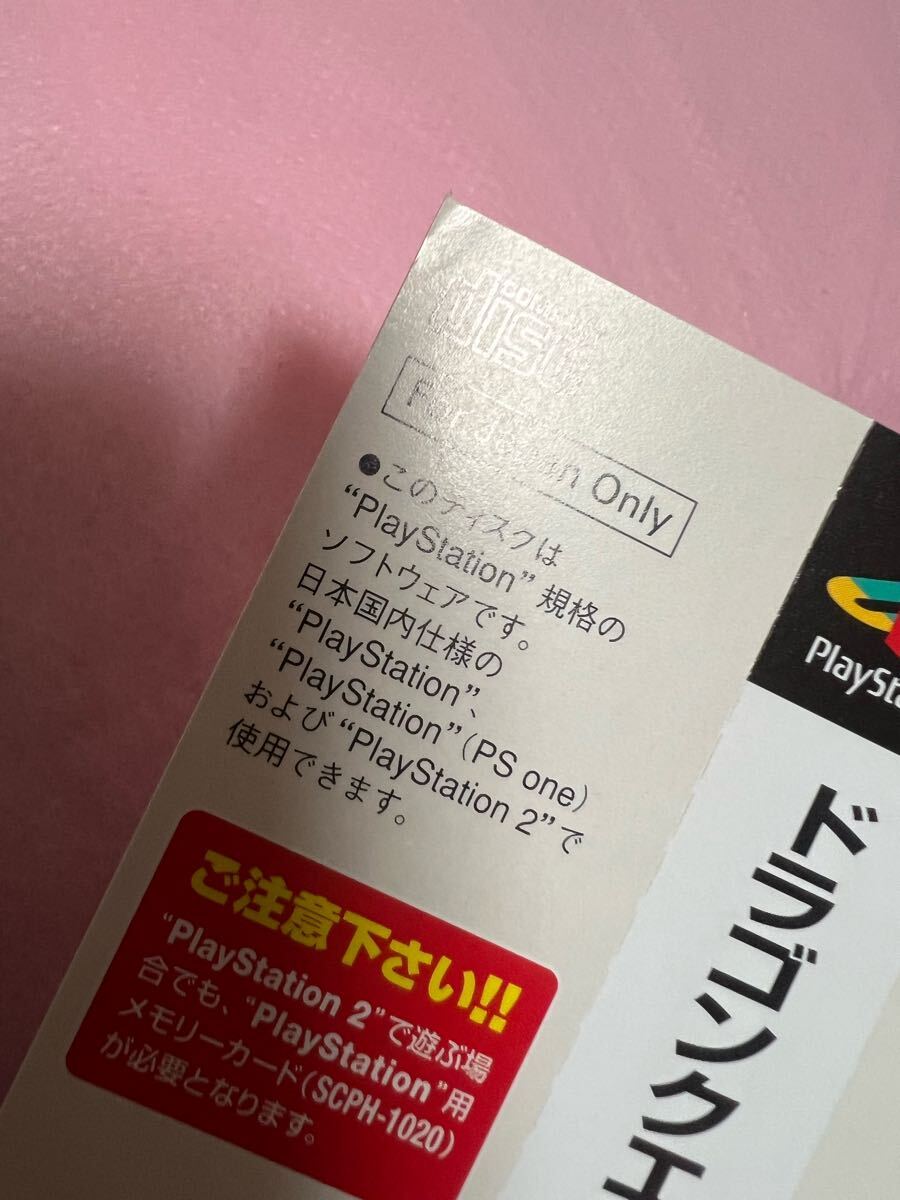 For Japan Only
●このディスクは
“PlayStation” 規格の
ソフトウェアです。
日本国内仕様の
“PlayStation”、
“PlayStation”(PS one)
および“PlayStation 2”で
使用できます。
ご注意下さい!!
“PlayStation 2”で遊ぶ場
合でも、“PlayStation”用
メモリーカード(SCPH-1020)
が必要となります。
ドラゴンクエ